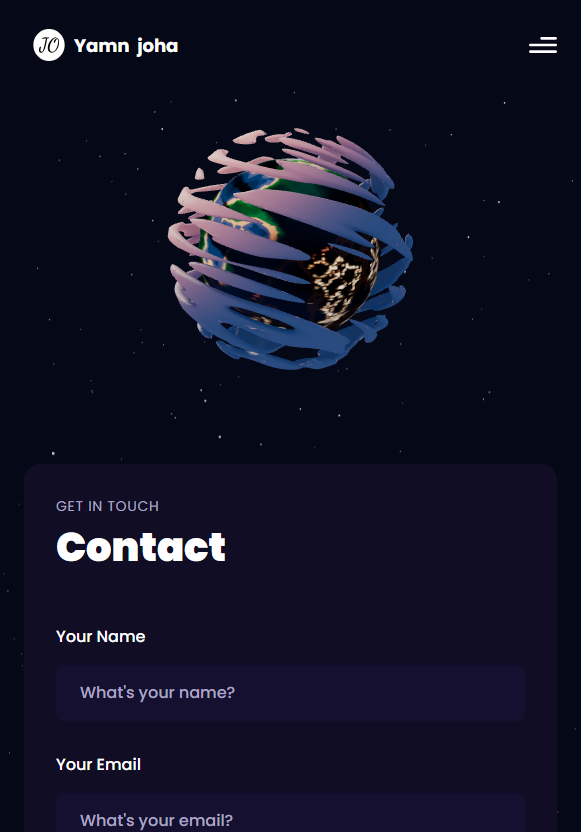 JO Yamn joha
GET IN TOUCH
Contact
Your Name
What's your name?
Your Email
What's your email?